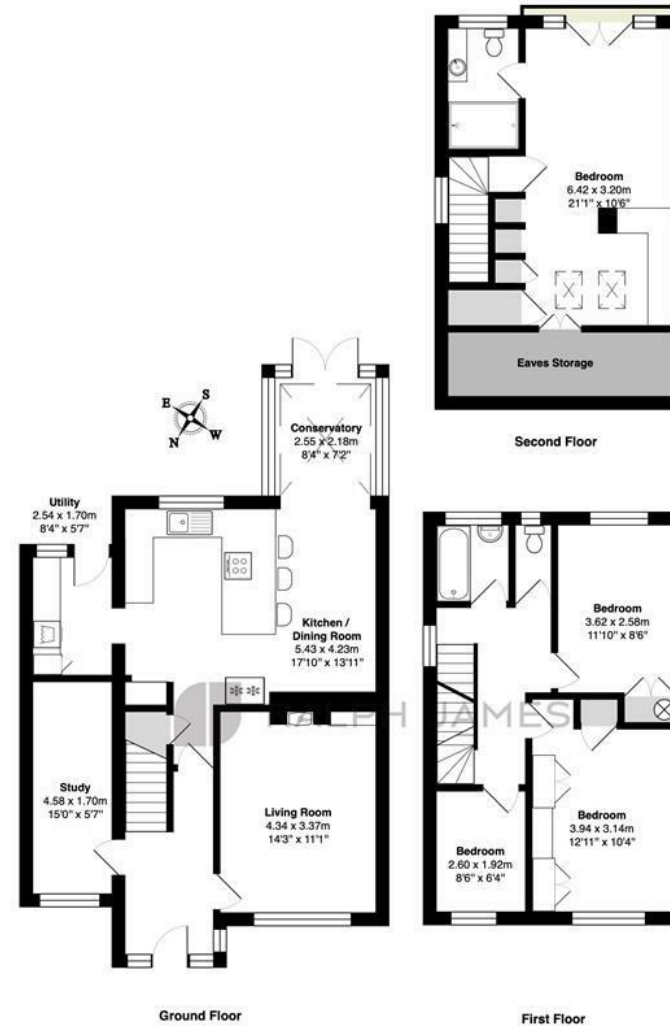 Bedroom
6.42 x 3.20m
21'1" x 10'6"
Eaves Storage
Second Floor
E S
N W
Conservatory
2.55 x 2.18m
8'4" x 7'2"
Utility
2.54 x 1.70m
8'4" x 5'7"
Kitchen /
Dining Room
5.43 x 4.23m
17'10" x 13'11"
Study
4.58 x 1.70m
15'0" x 5'7"
Living Room
4.34 x 3.37m
14'3" x 11'1"
Ground Floor
Bedroom
3.62 x 2.58m
11'10" x 8'6"
RALPH JAMES
Bedroom
3.94 x 3.14m
12'11" x 10'4"
Bedroom
2.60 x 1.92m
8'6" x 6'4"
First Floor